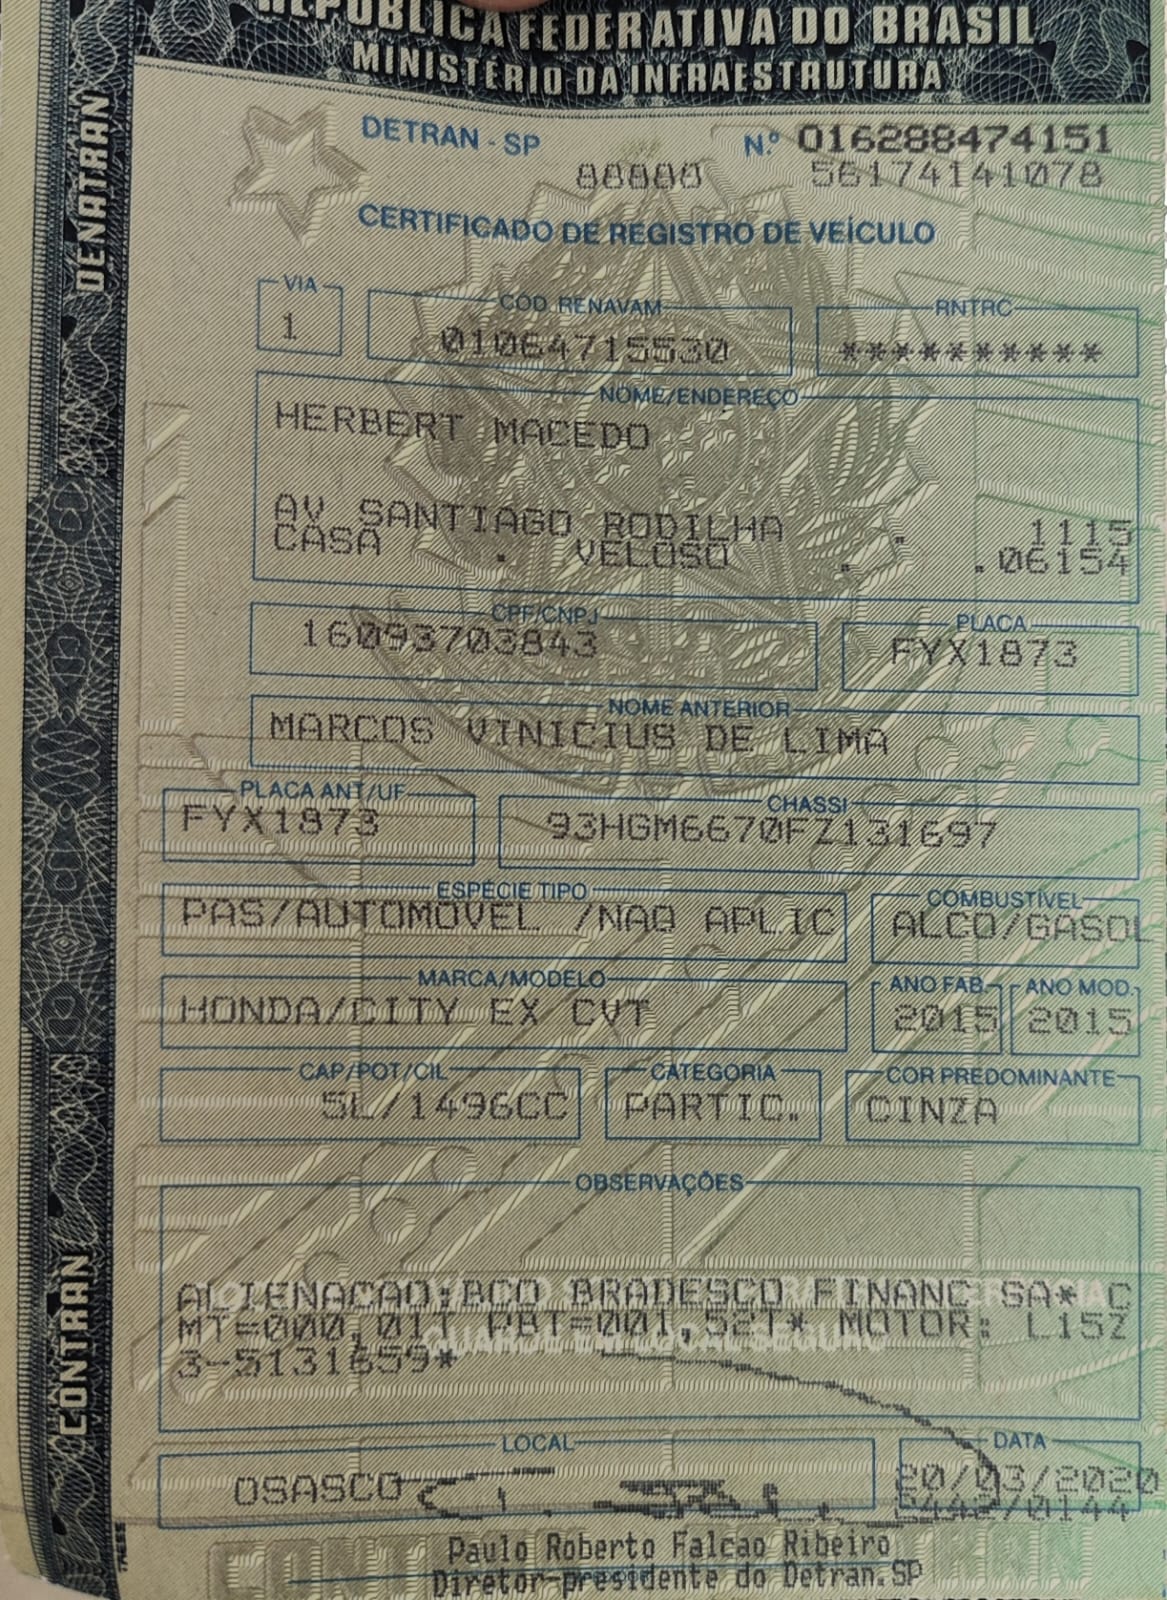 REPÚBLICA FEDERATIVA DO BRASIL
MINISTÉRIO DA INFRAESTRUTURA
DENATRAN
DETRAN - SP
N.º 016288474151
88888 56174141078
CERTIFICADO DE REGISTRO DE VEÍCULO
VIA
1
CÓD. RENAVAM
01064715530
RNTRC
**********
NOME/ENDEREÇO
HERBERT MACEDO
AV SANTIAGO RODILHA . 1115
CASA . VELOSO . .06154
CPF/CNPJ
16093703843
PLACA
FYX1873
NOME ANTERIOR
MARCOS VINICIUS DE LIMA
PLACA ANT/UF
FYX1873
CHASSI
93HGM6670FZ131697
ESPÉCIE TIPO
PAS/AUTOMOVEL /NAO APLIC
COMBUSTÍVEL
ALCO/GASOL
MARCA/MODELO
HONDA/CITY EX CVT
ANO FAB.
2015
ANO MOD.
2015
CAP/POT/CIL
5L/1496CC
CATEGORIA
PARTIC.
COR PREDOMINANTE
CINZA
OBSERVAÇÕES
ALIENACAO:BCO BRADESCO FINANC SA* C
MT=000,01T PBT=001,52T* MOTOR: L15Z
3-5131659*
CONTRAN
LOCAL
OSASCO
DATA
20/03/2020
Paulo Roberto Falcao Ribeiro
Diretor-presidente do Detran.SP